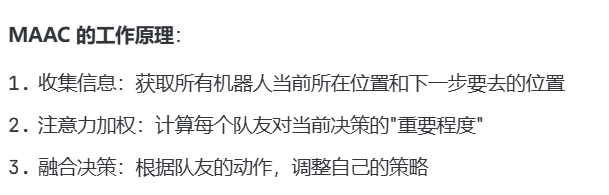 MAAC 的工作原理：
1. 收集信息：获取所有机器人当前所在位置和下一步要去的位置
2. 注意力加权：计算每个队友对当前决策的"重要程度"
3. 融合决策：根据队友的动作，调整自己的策略